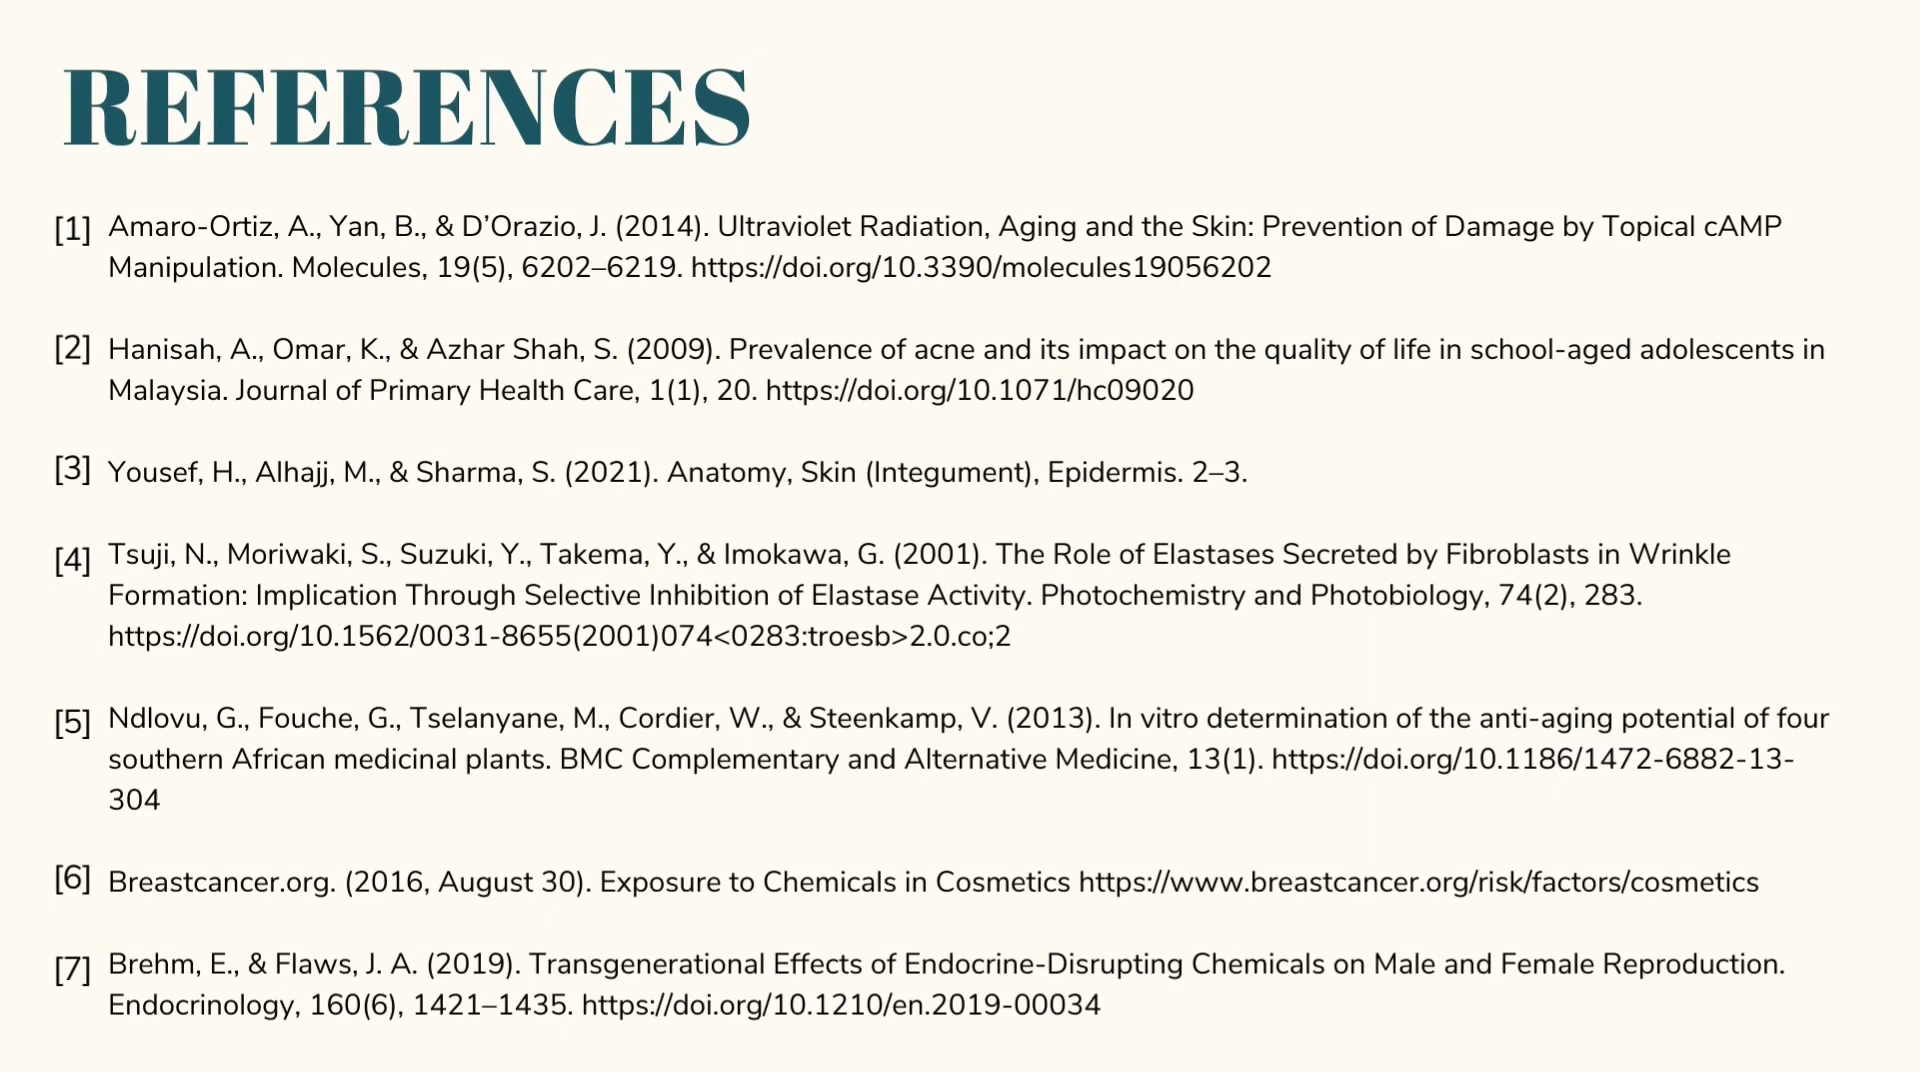 REFERENCES
[1] Amaro-Ortiz, A., Yan, B., & D’Orazio, J. (2014). Ultraviolet Radiation, Aging and the Skin: Prevention of Damage by Topical cAMP
Manipulation. Molecules, 19(5), 6202–6219. https://doi.org/10.3390/molecules19056202
[2] Hanisah, A., Omar, K., & Azhar Shah, S. (2009). Prevalence of acne and its impact on the quality of life in school-aged adolescents in
Malaysia. Journal of Primary Health Care, 1(1), 20. https://doi.org/10.1071/hc09020
[3] Yousef, H., Alhajj, M., & Sharma, S. (2021). Anatomy, Skin (Integument), Epidermis. 2–3.
[4] Tsuji, N., Moriwaki, S., Suzuki, Y., Takema, Y., & Imokawa, G. (2001). The Role of Elastases Secreted by Fibroblasts in Wrinkle
Formation: Implication Through Selective Inhibition of Elastase Activity. Photochemistry and Photobiology, 74(2), 283.
https://doi.org/10.1562/0031-8655(2001)074<0283:troesb>2.0.co;2
[5] Ndlovu, G., Fouche, G., Tselanyane, M., Cordier, W., & Steenkamp, V. (2013). In vitro determination of the anti-aging potential of four
southern African medicinal plants. BMC Complementary and Alternative Medicine, 13(1). https://doi.org/10.1186/1472-6882-13-
304
[6] Breastcancer.org. (2016, August 30). Exposure to Chemicals in Cosmetics https://www.breastcancer.org/risk/factors/cosmetics
[7] Brehm, E., & Flaws, J. A. (2019). Transgenerational Effects of Endocrine-Disrupting Chemicals on Male and Female Reproduction.
Endocrinology, 160(6), 1421–1435. https://doi.org/10.1210/en.2019-00034